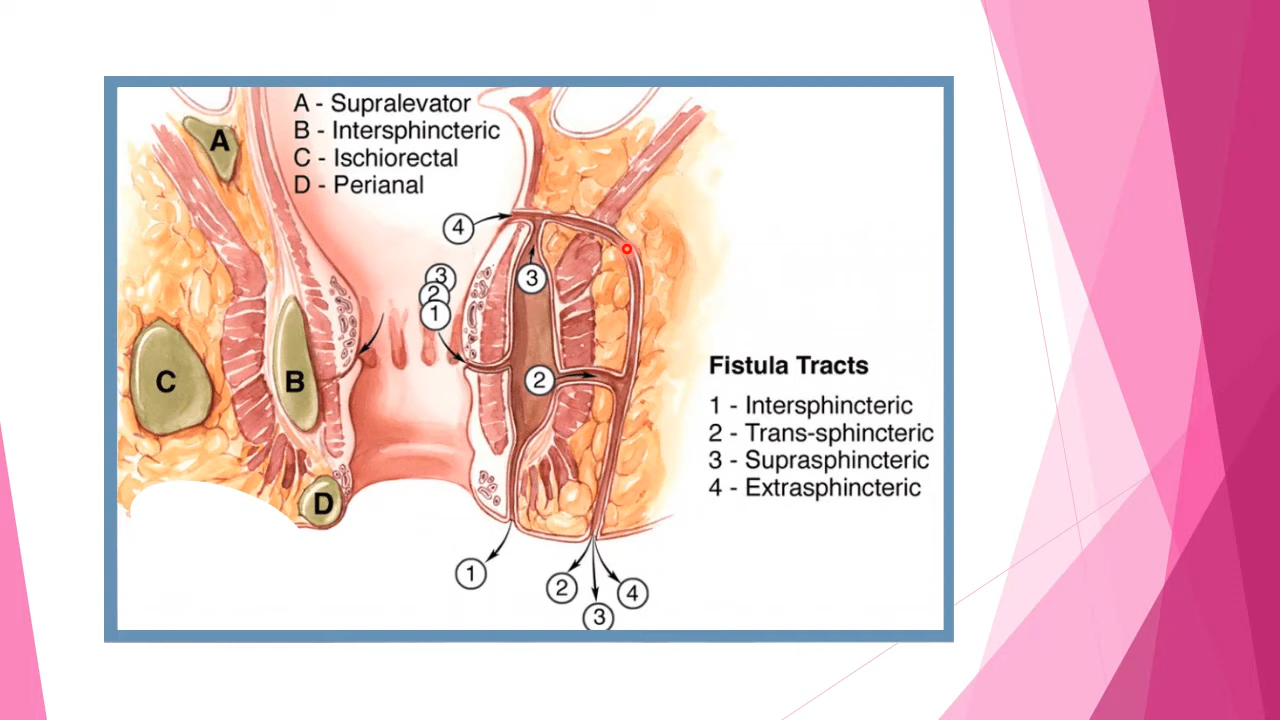 A - Supralevator
B - Intersphincteric
C - Ischiorectal
D - Perianal
A
4
3
3
2
1
C
B
2
D
Fistula Tracts
1 - Intersphincteric
2 - Trans-sphincteric
3 - Suprasphincteric
4 - Extrasphincteric
1
2
4
3